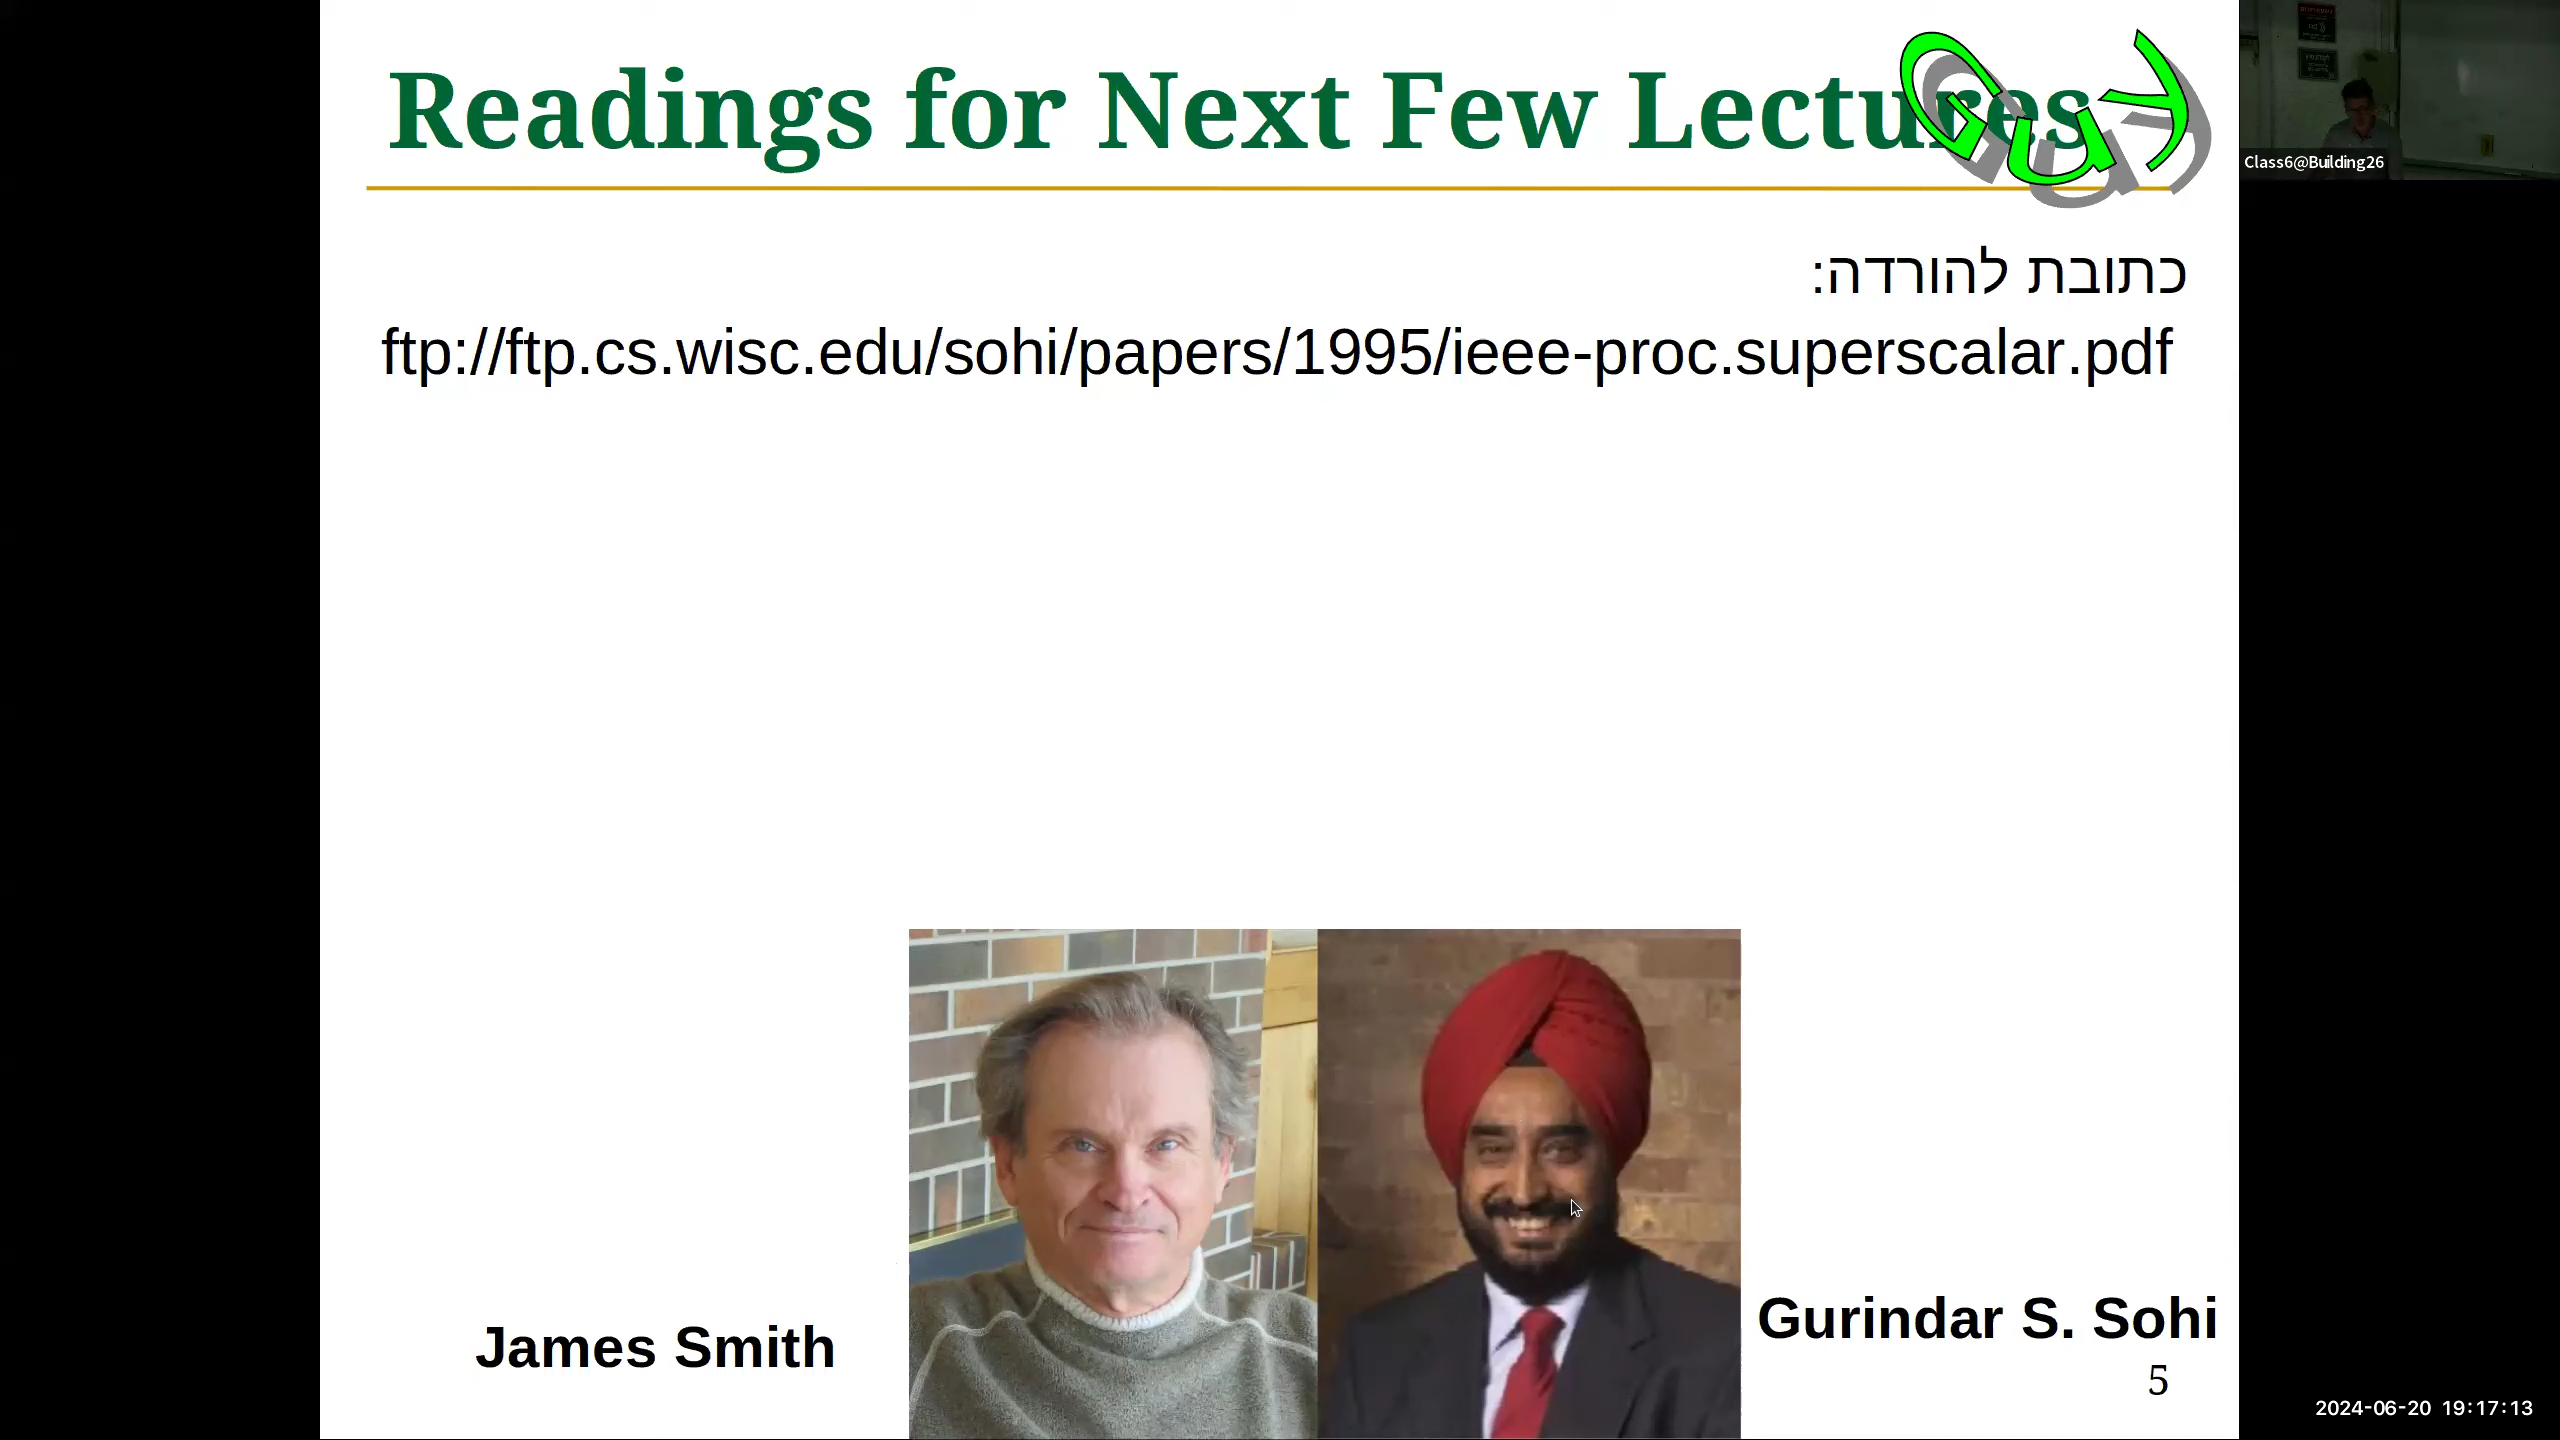 Readings for Next Few Lectures
GuY
Class6@Building26
כתובת להורדה:
ftp://ftp.cs.wisc.edu/sohi/papers/1995/ieee-proc.superscalar.pdf
James Smith
Gurindar S. Sohi
5
2024-06-20 19:17:13